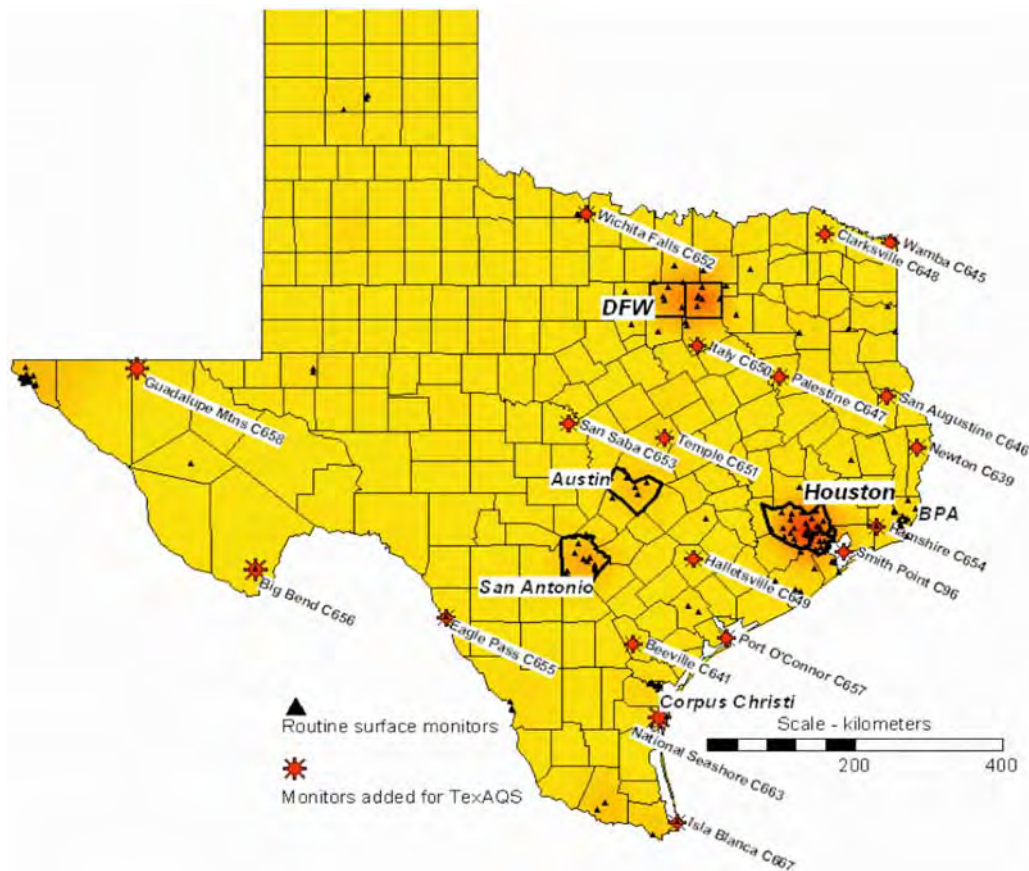 Wichita Falls C652
Clarksville C648
Wamba C645
DFW
Italy C650
Palestine C647
San Augustine C646
Guadalupe Mtns C658
San Saba C653
Temple C651
Newton C639
Austin
Houston
BPA
Hamshire C654
Smith Point C96
San Antonio
Halletsville C649
Big Bend C656
Eagle Pass C655
Beeville C641
Port O'Connor C657
Corpus Christi
Routine surface monitors
Scale - kilometers
National Seashore C663
200
400
Monitors added for TexAQS
Isla Blanca C667